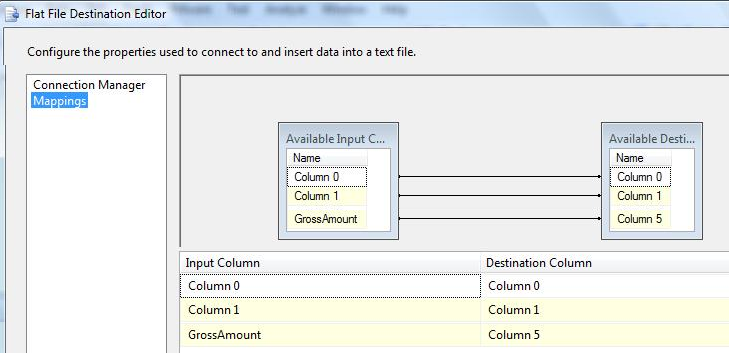 Flat File Destination Editor
Configure the properties used to connect to and insert data into a text file.
Connection Manager
Mappings
Available Input C...
Name
Column 0
Column 1
GrossAmount
Available Desti...
Name
Column 0
Column 1
Column 5
Input Column Destination Column
Column 0 Column 0
Column 1 Column 1
GrossAmount Column 5